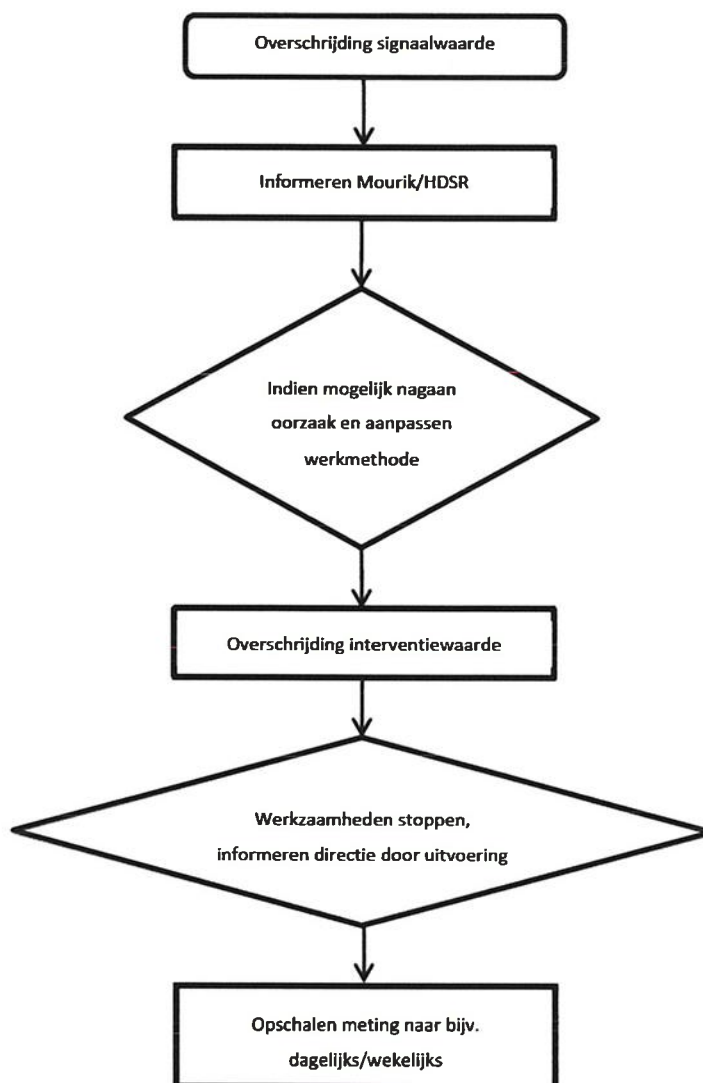 Overschrijding signaalwaarde
Informeren Mourik/HDSR
Indien mogelijk nagaan
oorzaak en aanpassen
werkmethode
Overschrijding interventiewaarde
Werkzaamheden stoppen,
informeren directie door uitvoering
Opschalen meting naar bijv.
dagelijks/wekelijks